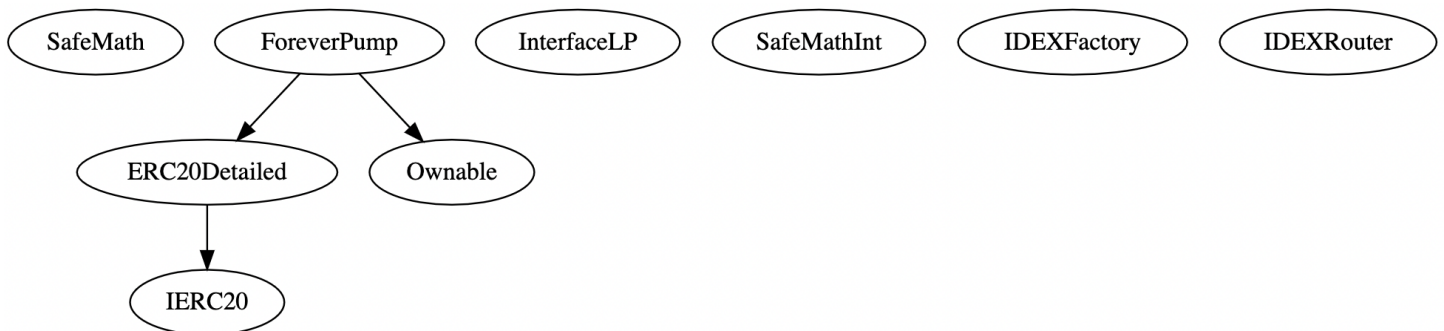 SafeMath
ForeverPump
InterfaceLP
SafeMathInt
IDEXFactory
IDEXRouter
ERC20Detailed
Ownable
IERC20